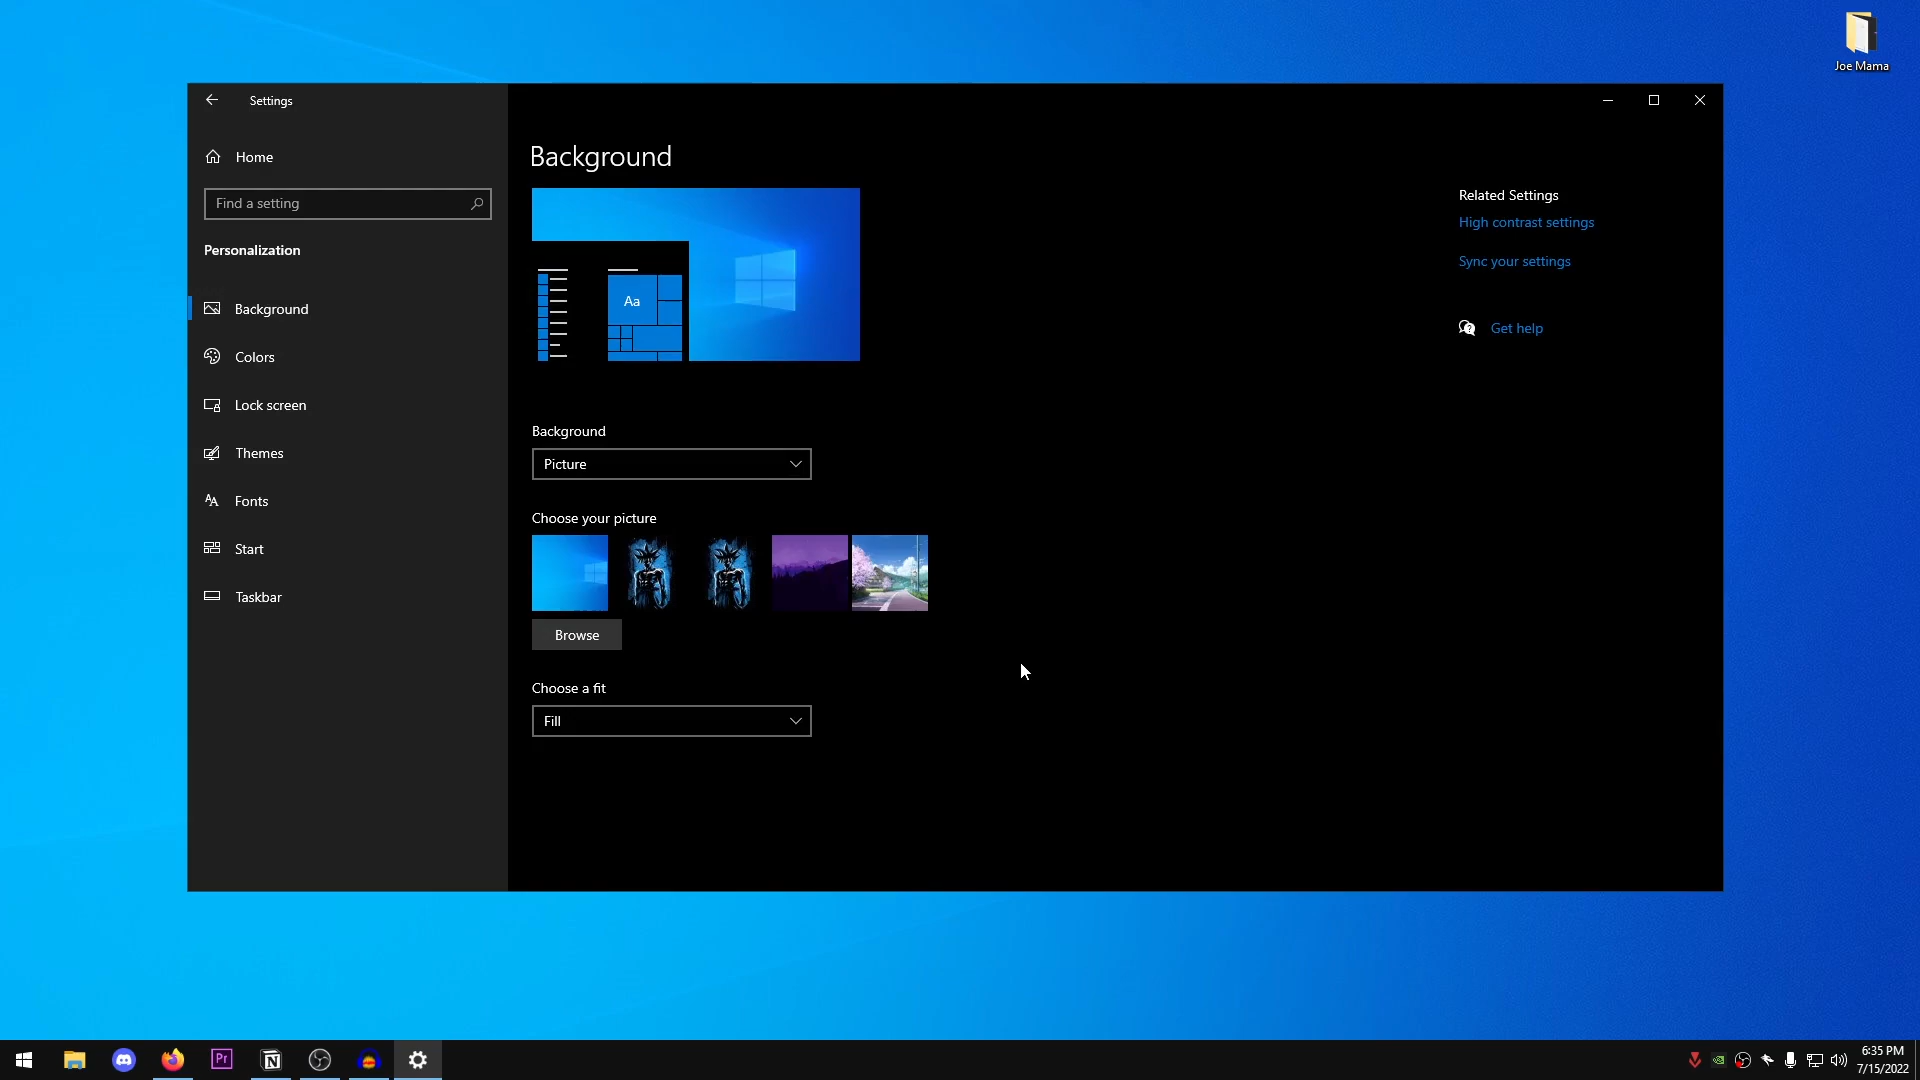 Joe Mama
Settings
Home
Find a setting
Personalization
Background
Colors
Lock screen
Themes
Fonts
Start
Taskbar
Background
Aa
Background
Picture
Choose your picture
Browse
Choose a fit
Fill
Related Settings
High contrast settings
Sync your settings
Get help
Pr
N
6:35 PM
7/15/2022